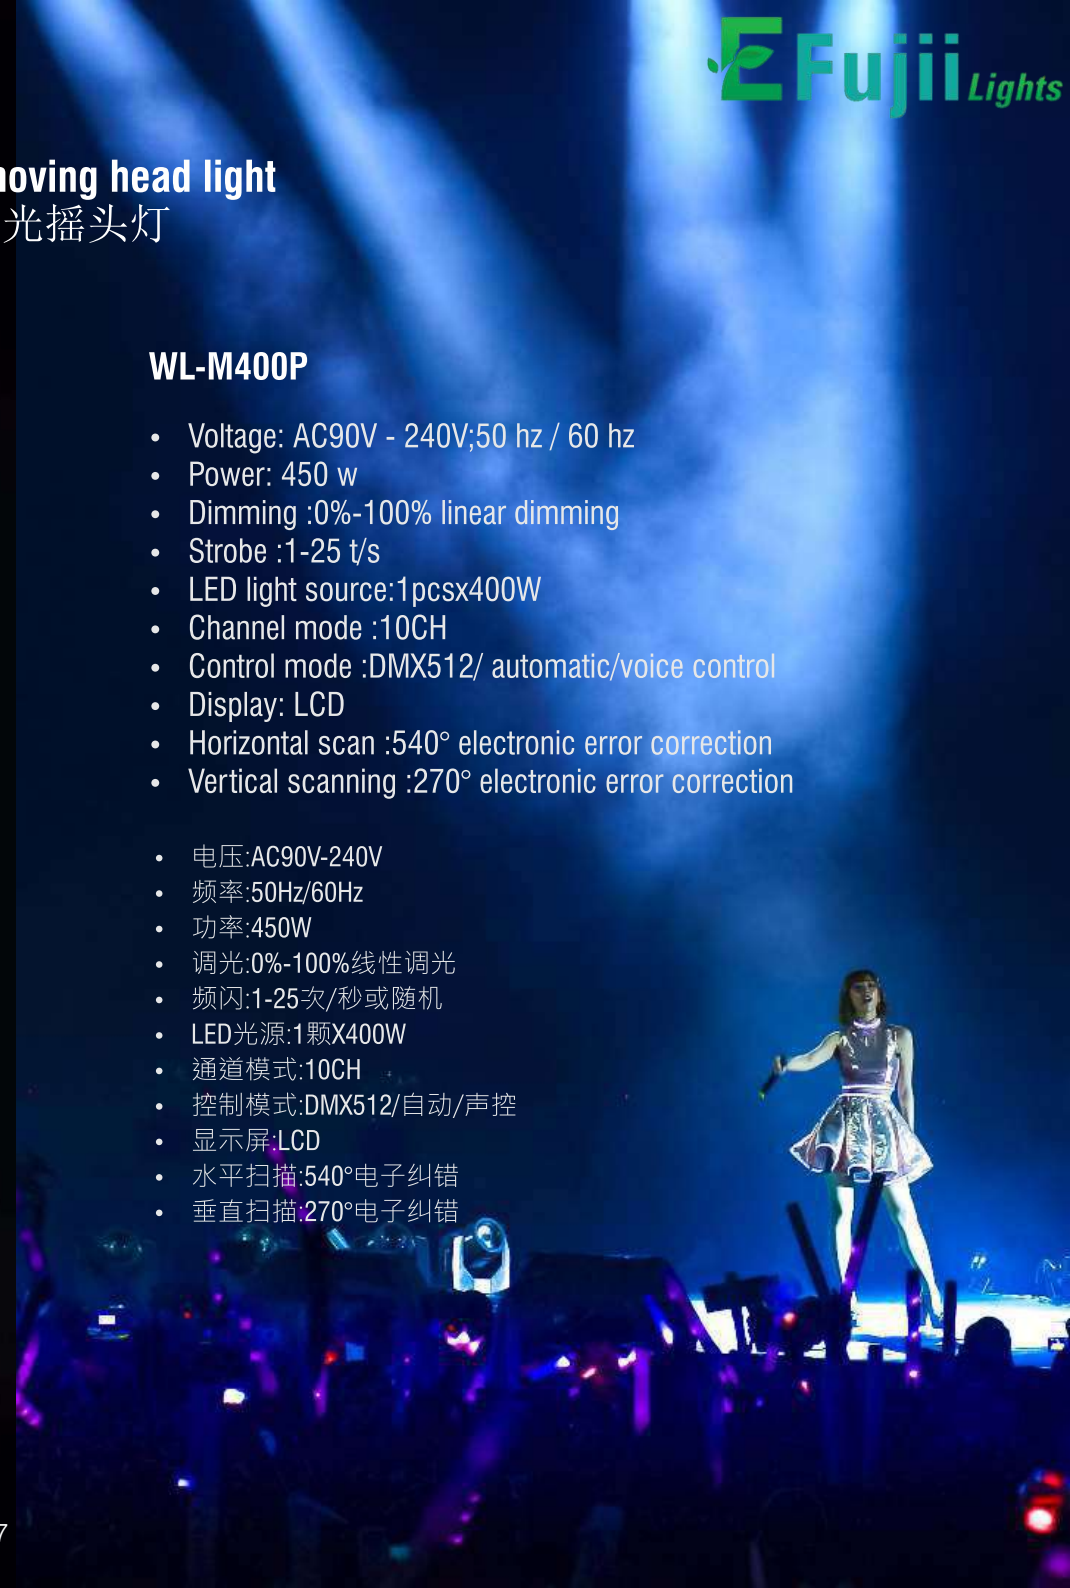 EFujii Lights
moving head light
光摇头灯
WL-M400P
• Voltage: AC90V - 240V;50 hz / 60 hz
• Power: 450 w
• Dimming :0%-100% linear dimming
• Strobe :1-25 t/s
• LED light source:1pcsx400W
• Channel mode :10CH
• Control mode :DMX512/ automatic/voice control
• Display: LCD
• Horizontal scan :540° electronic error correction
• Vertical scanning :270° electronic error correction
• 电压:AC90V-240V
• 频率:50Hz/60Hz
• 功率:450W
• 调光:0%-100%线性调光
• 频闪:1-25次/秒或随机
• LED光源:1颗X400W
• 通道模式:10CH
• 控制模式:DMX512/自动/声控
• 显示屏:LCD
• 水平扫描:540°电子纠错
• 垂直扫描:270°电子纠错
7